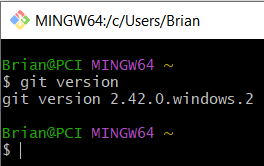 MINGW64:/c/Users/Brian
Brian@PCI MINGW64 ~
$ git version
git version 2.42.0.windows.2
Brian@PCI MINGW64 ~
$